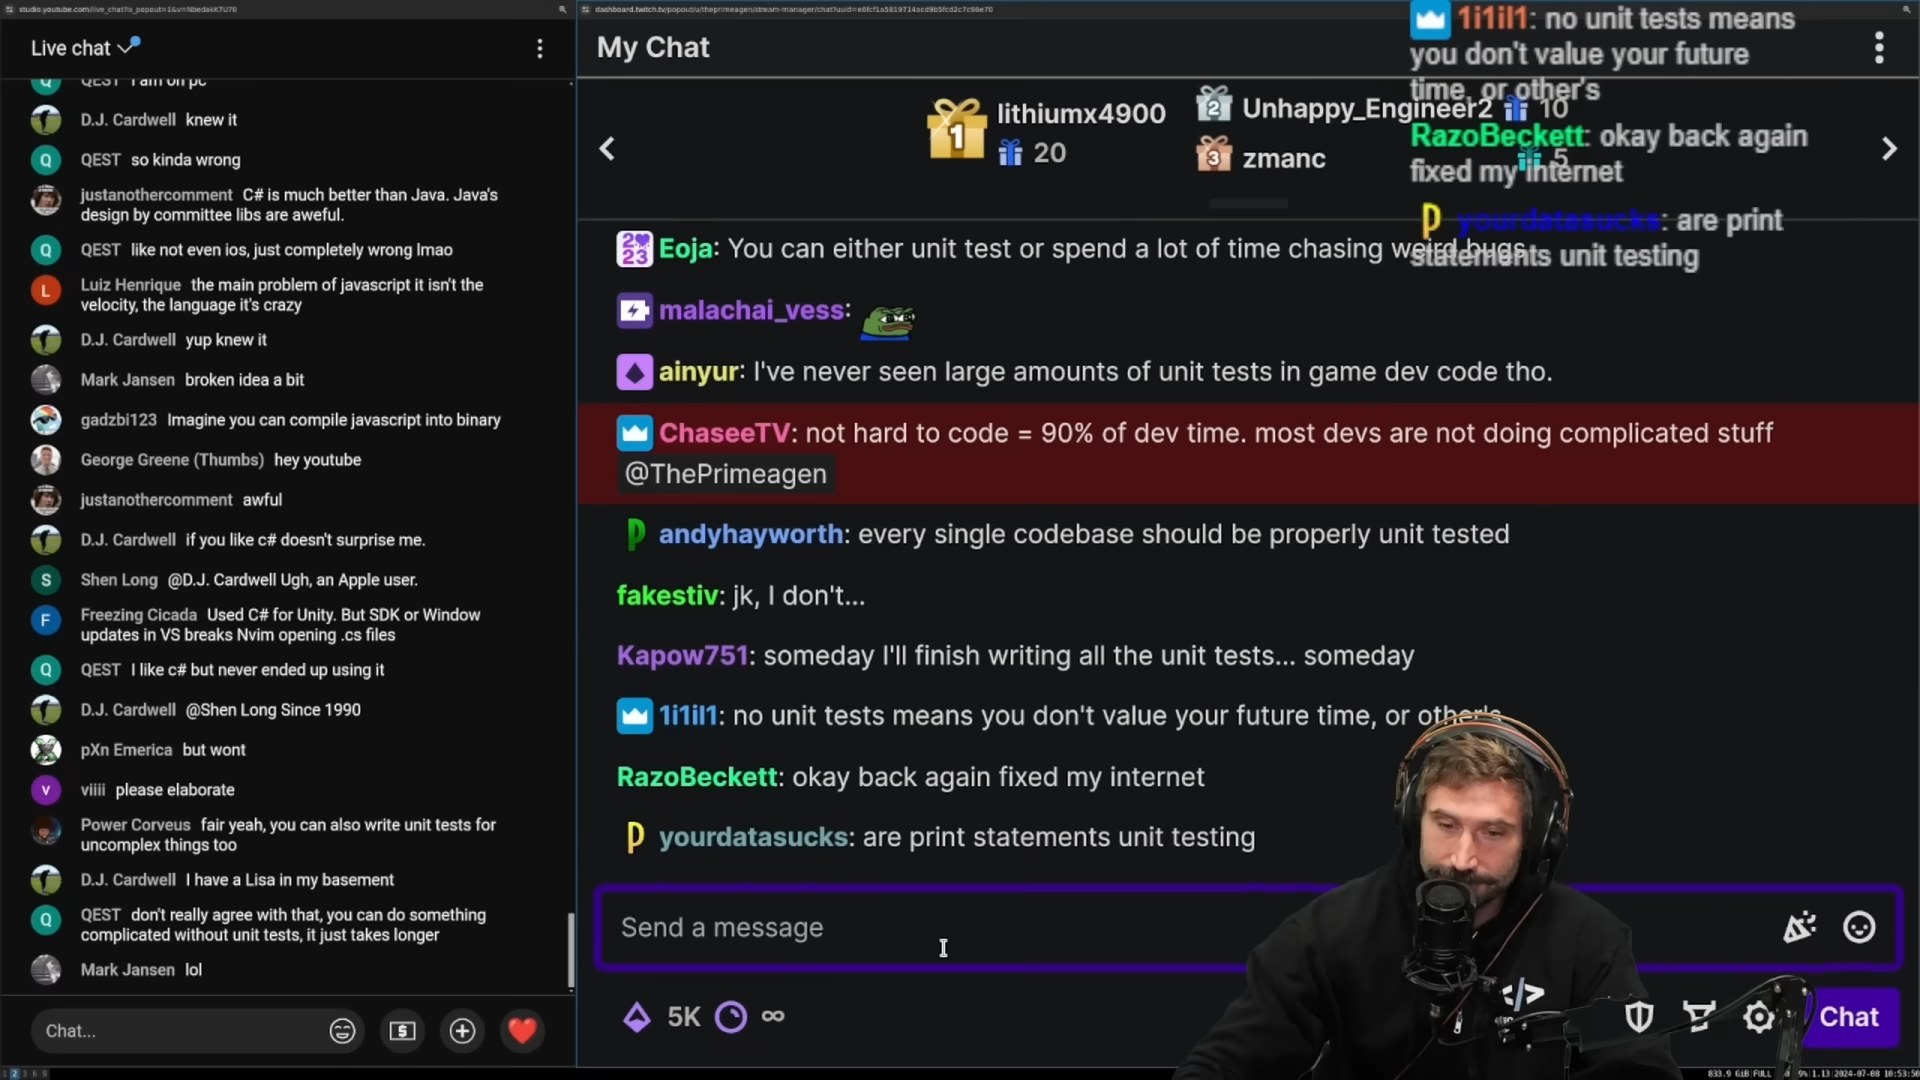 studio.youtube.com/live_chat?is_popout=1&v=NbedakK7U70
Live chat
QEST I am on pc
D.J. Cardwell knew it
QEST so kinda wrong
justanothercomment C# is much better than Java. Java's
design by committee libs are aweful.
QEST like not even ios, just completely wrong lmao
L
Luiz Henrique the main problem of javascript it isn't the
velocity, the language it's crazy
D.J. Cardwell yup knew it
Mark Jansen broken idea a bit
gadzbi123 Imagine you can compile javascript into binary
George Greene (Thumbs) hey youtube
justanothercomment awful
D.J. Cardwell if you like c# doesn't surprise me.
S Shen Long @D.J. Cardwell Ugh, an Apple user.
F
Freezing Cicada Used C# for Unity. But SDK or Window
updates in VS breaks Nvim opening .cs files
Q QEST I like c# but never ended up using it
D.J. Cardwell @Shen Long Since 1990
pXn Emerica but wont
v viiii please elaborate
Power Corveus fair yeah, you can also write unit tests for
uncomplex things too
D.J. Cardwell I have a Lisa in my basement
Q
QEST don't really agree with that, you can do something
complicated without unit tests, it just takes longer
Mark Jansen lol
Chat...
My Chat
1 lithiumx4900
20
2 Unhappy_Engineer2 10
3 zmanc 5
2 23 Eoja: You can either unit test or spend a lot of time chasing weird bugs
malachai_vess:
ainyur: I've never seen large amounts of unit tests in game dev code tho.
ChaseeTV: not hard to code = 90% of dev time. most devs are not doing complicated stuff
@ThePrimeagen
andyhayworth: every single codebase should be properly unit tested
fakestiv: jk, I don't...
Kapow751: someday I'll finish writing all the unit tests... someday
1i1il1: no unit tests means you don't value your future time, or other's
RazoBeckett: okay back again fixed my internet
yourdatasucks: are print statements unit testing
Send a message
5K ∞
Chat
1i1il1: no unit tests means
you don't value your future
time, or other's
RazoBeckett: okay back again
fixed my internet
yourdatasucks: are print
statements unit testing